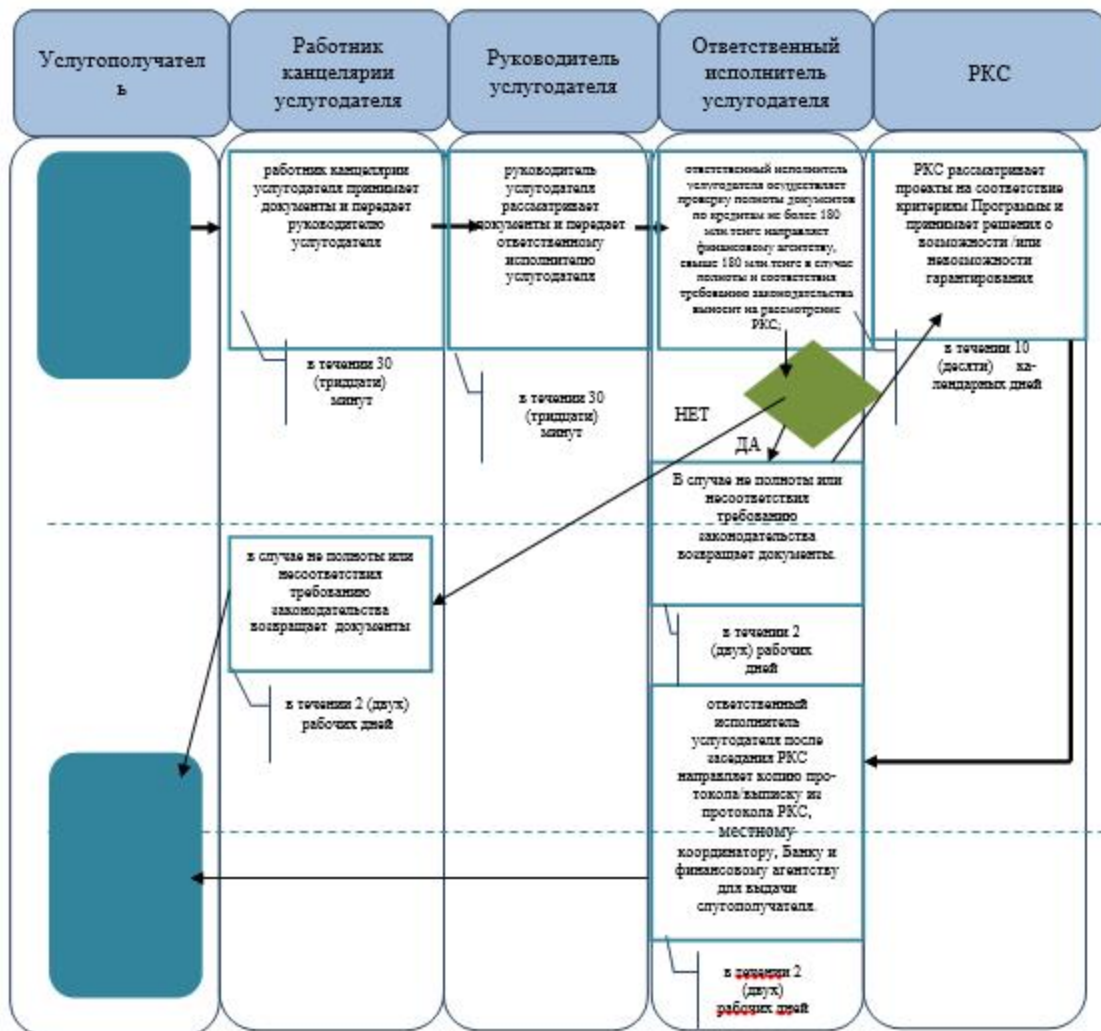 Услугополучател
ь
Работник
канцелярии
услугодателя
Руководитель
услугодателя
Ответственный
исполнитель
услугодателя
РКС
работник канцелярии
услугодателя принимает
документы и передает
руководителю
услугодателя
руководитель
услугодателя
рассматривает
документы и передает
ответственному
исполнителю
услугодателя
ответственный исполнитель
услугодателя осуществляет
проверку полноты документов
по кредитам не более 180
млн тенге направляет
финансовому агентству,
свыше 180 млн тенге в случае
полноты и соответствия
требованию законодательства
выносит на рассмотрение
РКС;
РКС рассматривает
проекты на соответствие
критериям Программы и
принимает решения о
возможности /или
невозможности
гарантирования
в течении 30
(тридцати)
минут
в течении 30
(тридцати)
минут
в течении 10
(десяти) ка-
лендарных дней
НЕТ
ДА
В случае не полноты или
несоответствия
требованию
законодательства
возвращает документы.
в случае не полноты или
несоответствия
требованию
законодательства
возвращает документы
в течении 2
(двух) рабочих
дней
в течении 2 (двух)
рабочих дней
ответственный
исполнитель
услугодателя после
заседания РКС
направляет копию про-
токола/выписку из
протокола РКС,
местному
координатору, Банку и
финансовому агентству
для выдачи
слугополучателя.
в течении 2
(двух)
рабочих дней